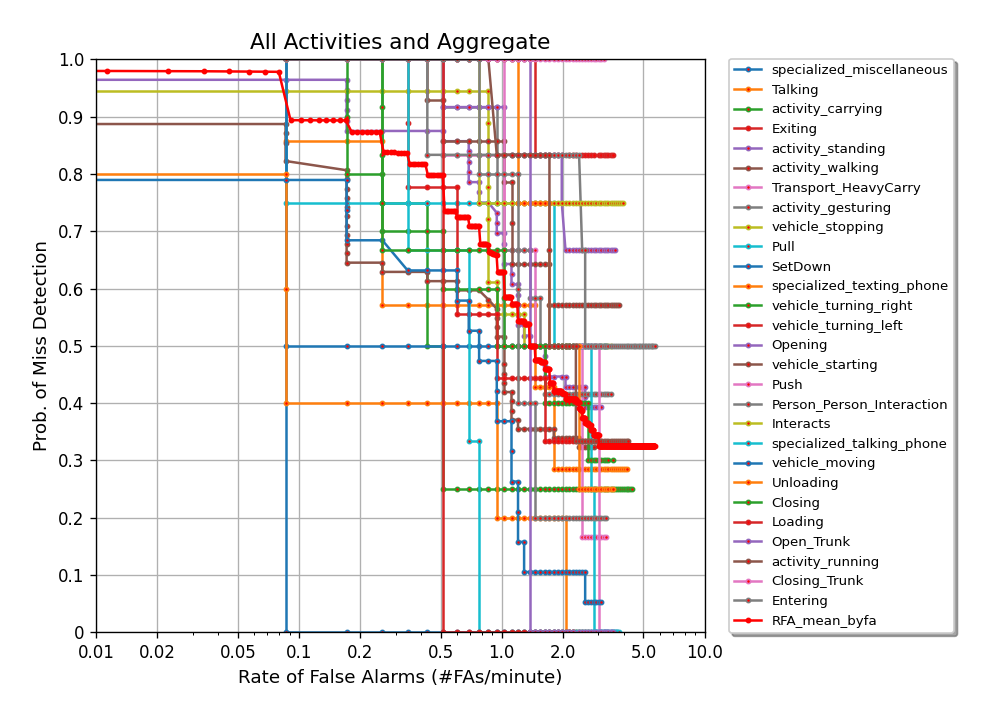 All Activities and Aggregate
1.0
0.9
0.8
0.7
0.6
0.5
0.4
0.3
0.2
0.1
0
Prob. of Miss Detection
0.01
0.02
0.05
0.1
0.2
0.5
1.0
2.0
5.0
10.0
Rate of False Alarms (#FAs/minute)
specialized_miscellaneous
Talking
activity_carrying
Exiting
activity_standing
activity_walking
Transport_HeavyCarry
activity_gesturing
vehicle_stopping
Pull
SetDown
specialized_texting_phone
vehicle_turning_right
vehicle_turning_left
Opening
vehicle_starting
Push
Person_Person_Interaction
Interacts
specialized_talking_phone
vehicle_moving
Unloading
Closing
Loading
Open_Trunk
activity_running
Closing_Trunk
Entering
RFA_mean_byfa